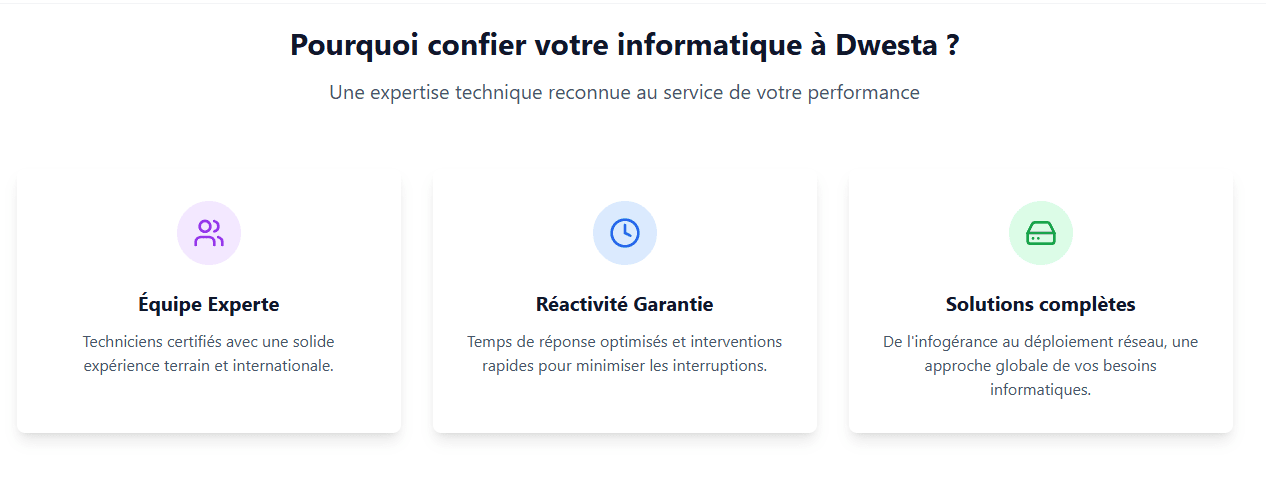 Pourquoi confier votre informatique à Dwesta ?
Une expertise technique reconnue au service de votre performance
Équipe Experte
Techniciens certifiés avec une solide
expérience terrain et internationale.
Réactivité Garantie
Temps de réponse optimisés et interventions
rapides pour minimiser les interruptions.
Solutions complètes
De l'infogérance au déploiement réseau, une
approche globale de vos besoins
informatiques.